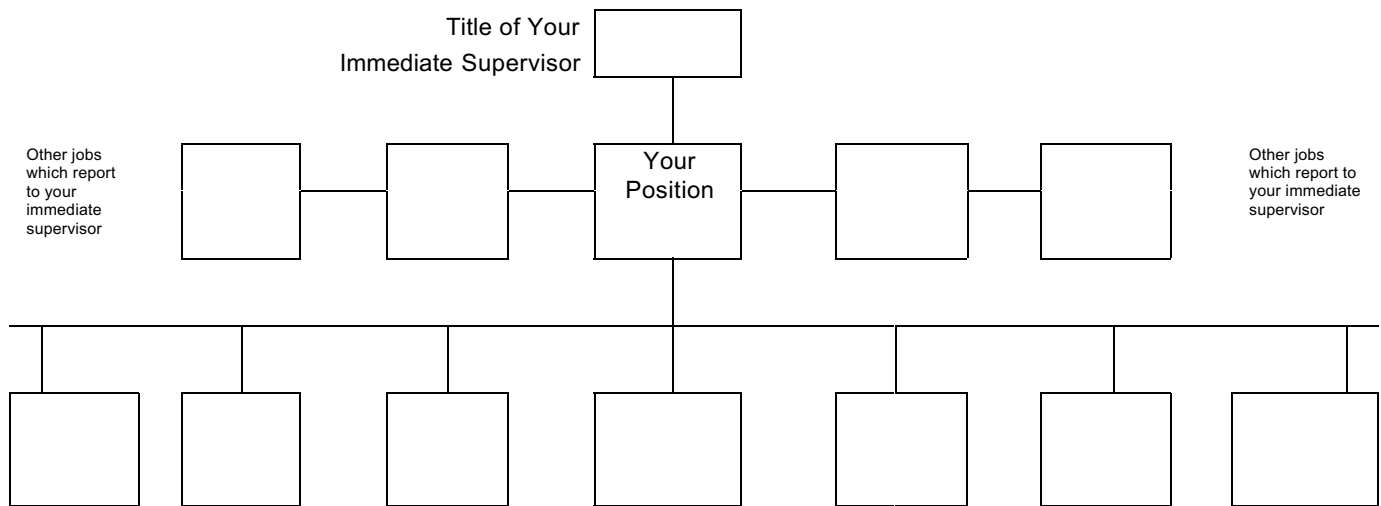 Title of Your
Immediate Supervisor
Other jobs
which report
to your
immediate
supervisor
Your
Position
Other jobs
which report to
your immediate
supervisor